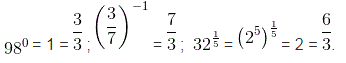 98⁰ = 1 = 3/3 ; (3/7)⁻¹ = 7/3 ; 32^(1/5) = (2⁵)^(1/5) = 2 = 6/3.